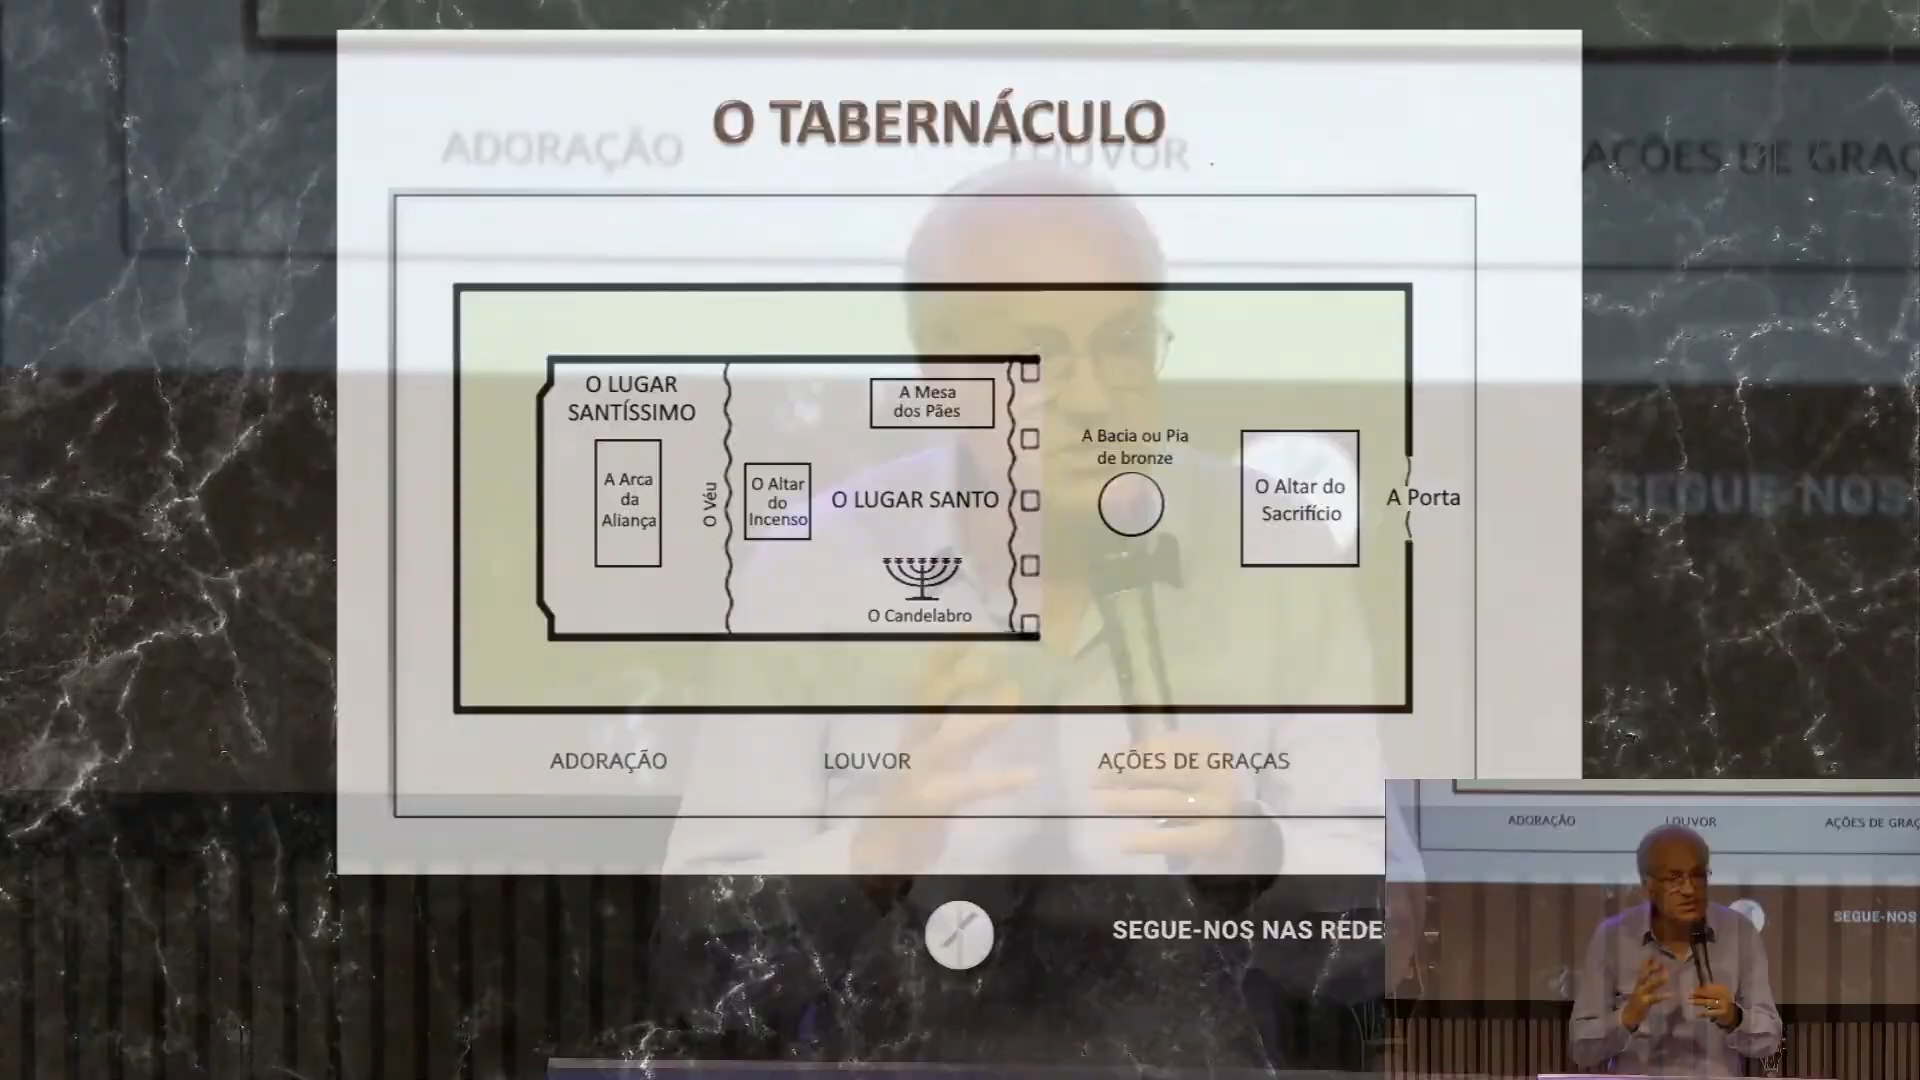 O TABERNÁCULO
ADORAÇÃO
LOUVOR
AÇÕES DE GRAÇ
O LUGAR
SANTÍSSIMO
A Arca
da
Aliança
O Véu
O Altar
do
Incenso
A Mesa
dos Pães
O LUGAR SANTO
O Candelabro
A Bacia ou Pia
de bronze
O Altar do
Sacrifício
A Porta
SEGUE-NOS
ADORAÇÃO
LOUVOR
AÇÕES DE GRAÇAS
SEGUE-NOS NAS REDE
ADORAÇÃO
LOUVOR
AÇÕES DE GRAÇ
SEGUE-NOS